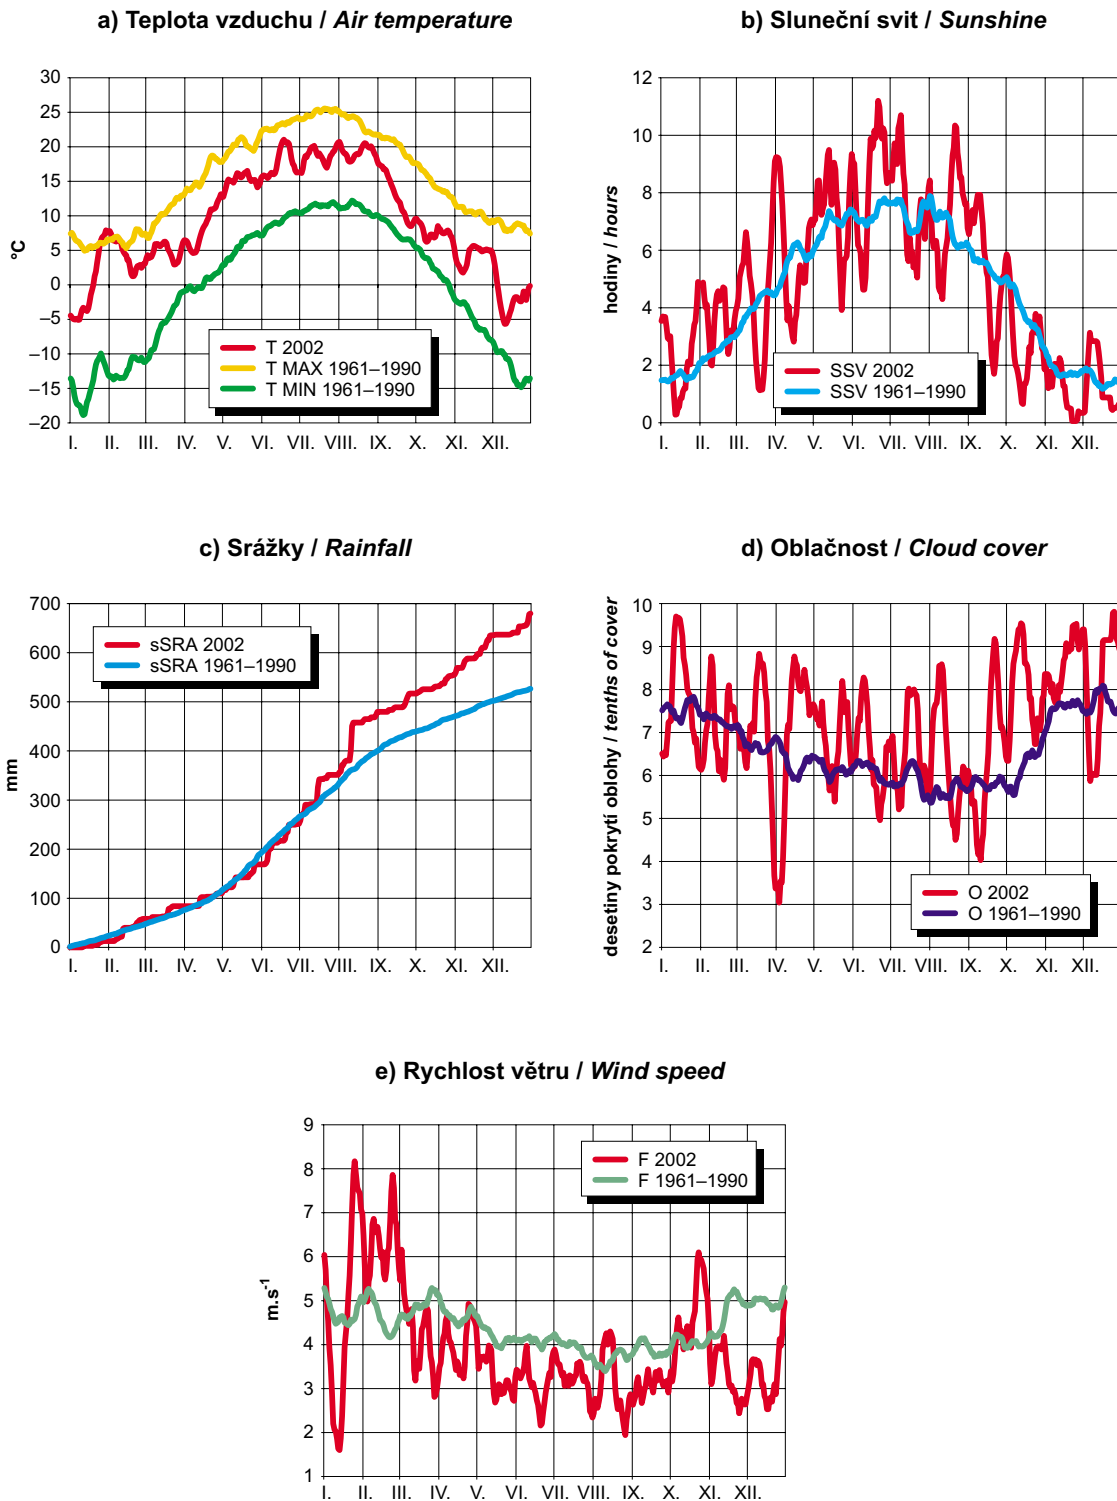 a) Teplota vzduchu / Air temperature
30
25
20
15
10
5
0
–5
–10
–15
–20
°C
T 2002
T MAX 1961–1990
T MIN 1961–1990
I. II. III. IV. V. VI. VII. VIII. IX. X. XI. XII.
b) Sluneční svit / Sunshine
12
10
8
6
4
2
0
hodiny / hours
SSV 2002
SSV 1961–1990
I. II. III. IV. V. VI. VII. VIII. IX. X. XI. XII.
c) Srážky / Rainfall
700
600
500
400
300
200
100
0
mm
sSRA 2002
sSRA 1961–1990
I. II. III. IV. V. VI. VII. VIII. IX. X. XI. XII.
d) Oblačnost / Cloud cover
10
9
8
7
6
5
4
3
2
desetiny pokrytí oblohy / tenths of cover
O 2002
O 1961–1990
I. II. III. IV. V. VI. VII. VIII. IX. X. XI. XII.
e) Rychlost větru / Wind speed
9
8
7
6
5
4
3
2
1
m.s-1
F 2002
F 1961–1990
I. II. III. IV. V. VI. VII. VIII. IX. X. XI. XII.